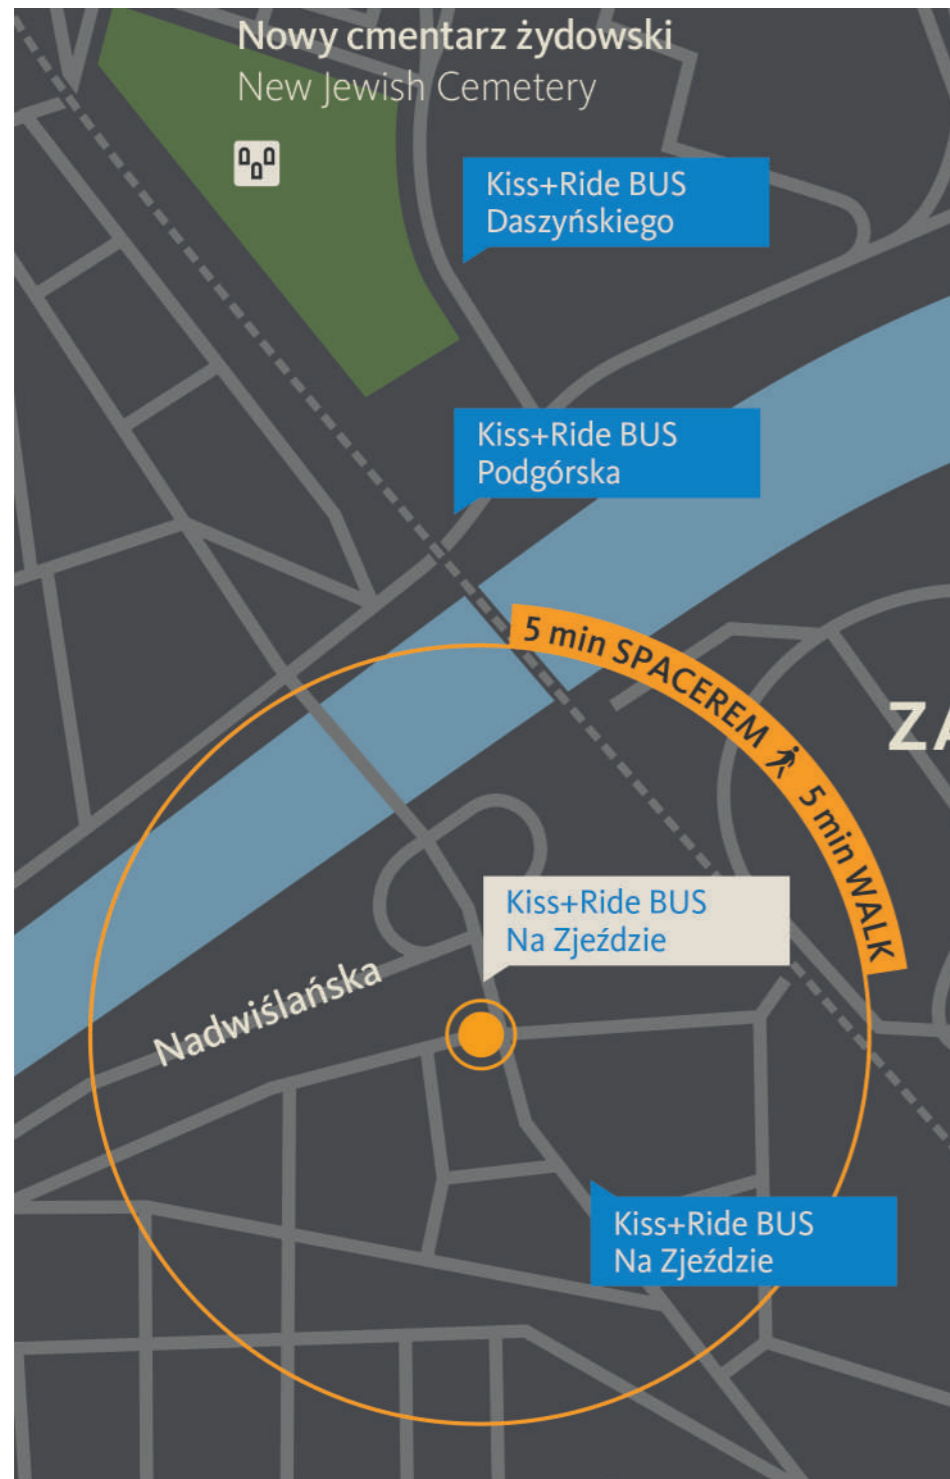 Nowy cmentarz żydowski
New Jewish Cemetery
Kiss+Ride BUS
Daszyńskiego
Kiss+Ride BUS
Podgórska
5 min SPACEREM
5 min WALK
ZA
Kiss+Ride BUS
Na Zjeździe
Nadwiślańska
Kiss+Ride BUS
Na Zjeździe